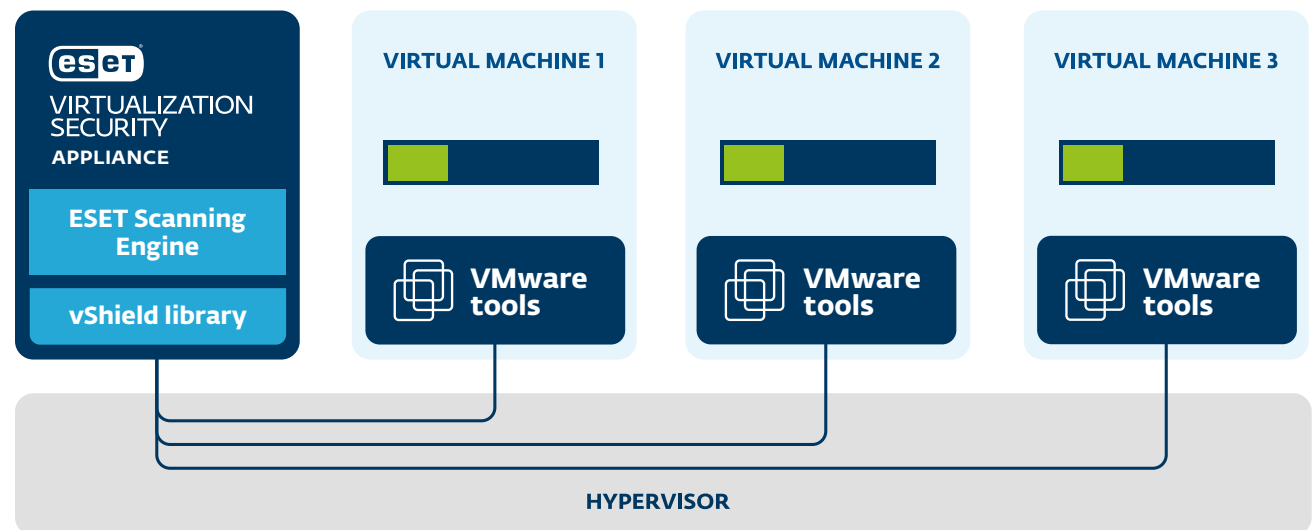 eset
VIRTUALIZATION
SECURITY
APPLIANCE
ESET Scanning
Engine
vShield library
VIRTUAL MACHINE 1
VMware
tools
VIRTUAL MACHINE 2
VMware
tools
VIRTUAL MACHINE 3
VMware
tools
HYPERVISOR